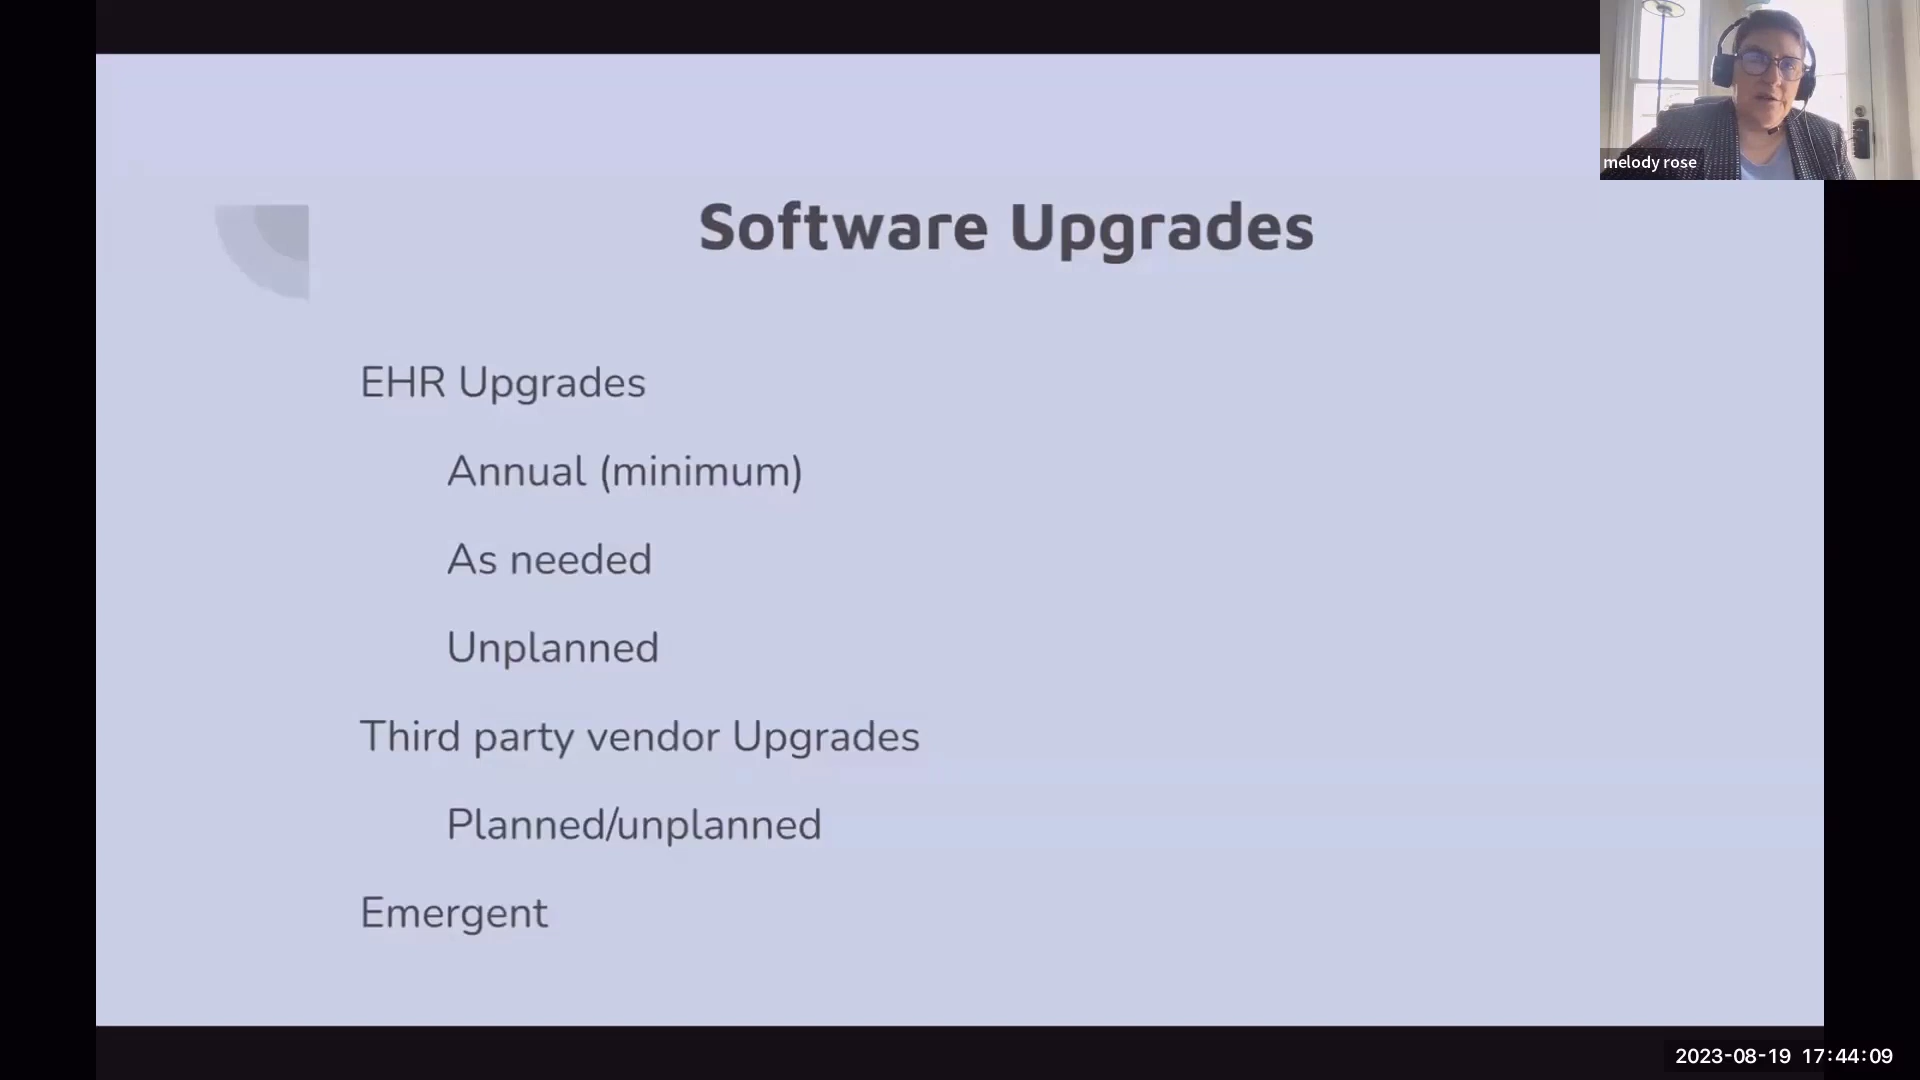 melody rose
Software Upgrades
EHR Upgrades
Annual (minimum)
As needed
Unplanned
Third party vendor Upgrades
Planned/unplanned
Emergent
2023-08-19 17:44:09